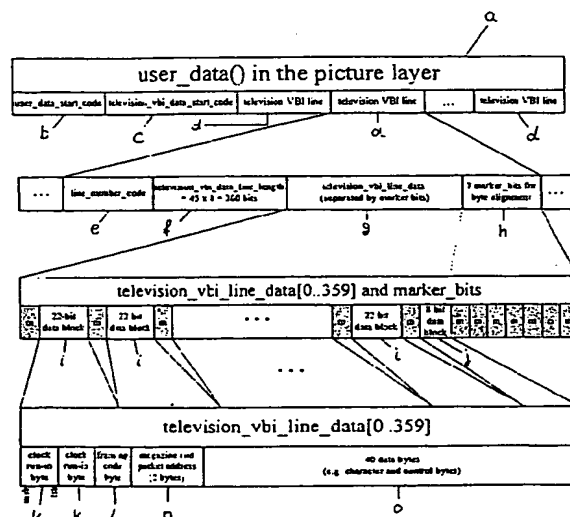 a
user_data() in the picture layer
user_data_start_code television_vbi_data_start_code television VBI line television VBI line ... television VBI line
b c d d d
... line_number_code television_vbi_data_line_length = 45 x 8 = 360 bits television_vbi_line_data (separated by marker bits) 7 marker_bits for byte alignment ...
e f g h
television_vbi_line_data[0..359] and marker_bits
m 22-bit data block m 22 bit data block m ... m 22 bit data block m 8 bit data block m m m m m m m
i i i j
...
television_vbi_line_data[0..359]
clock run-in byte clock run-in byte framing code byte magazine and packet address (2 bytes) 40 data bytes (e.g. character and control bytes)
k k l n o